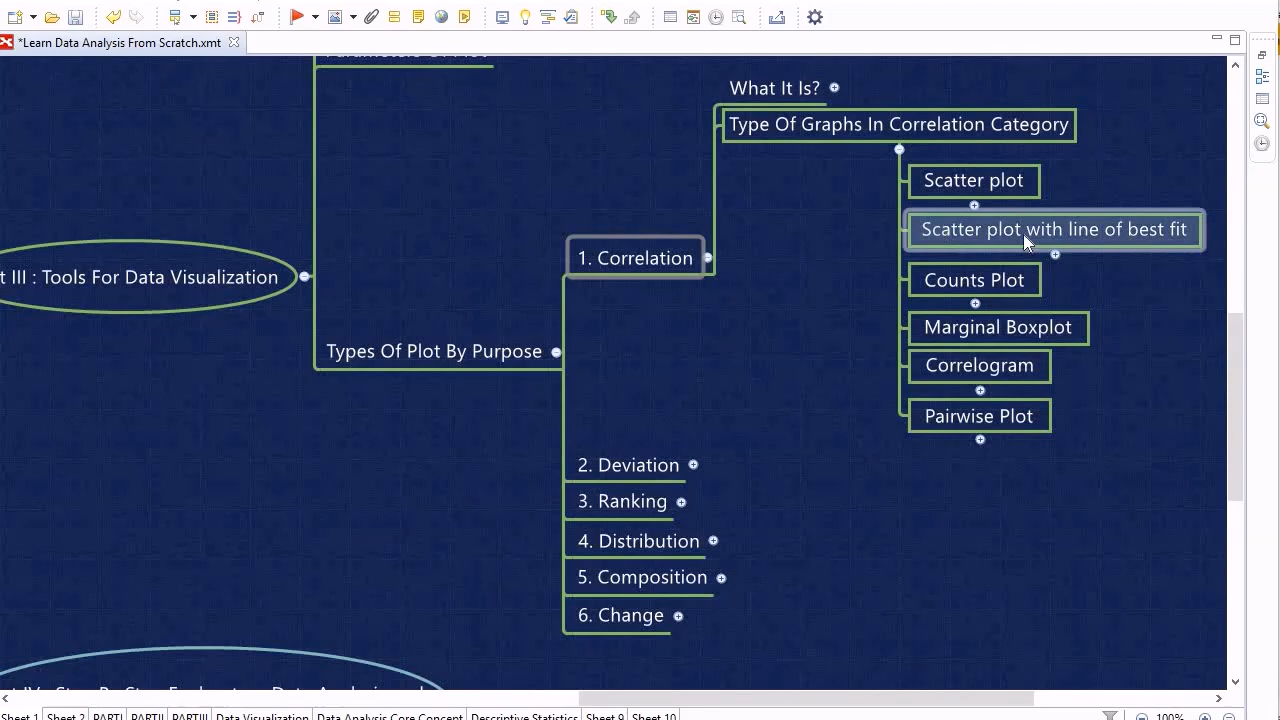 *Learn Data Analysis From Scratch.xmt
What It Is?
Type Of Graphs In Correlation Category
Scatter plot
Scatter plot with line of best fit
1. Correlation
t III : Tools For Data Visualization
Counts Plot
Marginal Boxplot
Types Of Plot By Purpose
Correlogram
Pairwise Plot
2. Deviation
3. Ranking
4. Distribution
5. Composition
6. Change
Sheet 1 Sheet 2 PARTI PARTII PARTIII Data Visualization Data Analysis Core Concept Descriptive Statistics Sheet 9 Sheet 10 100%